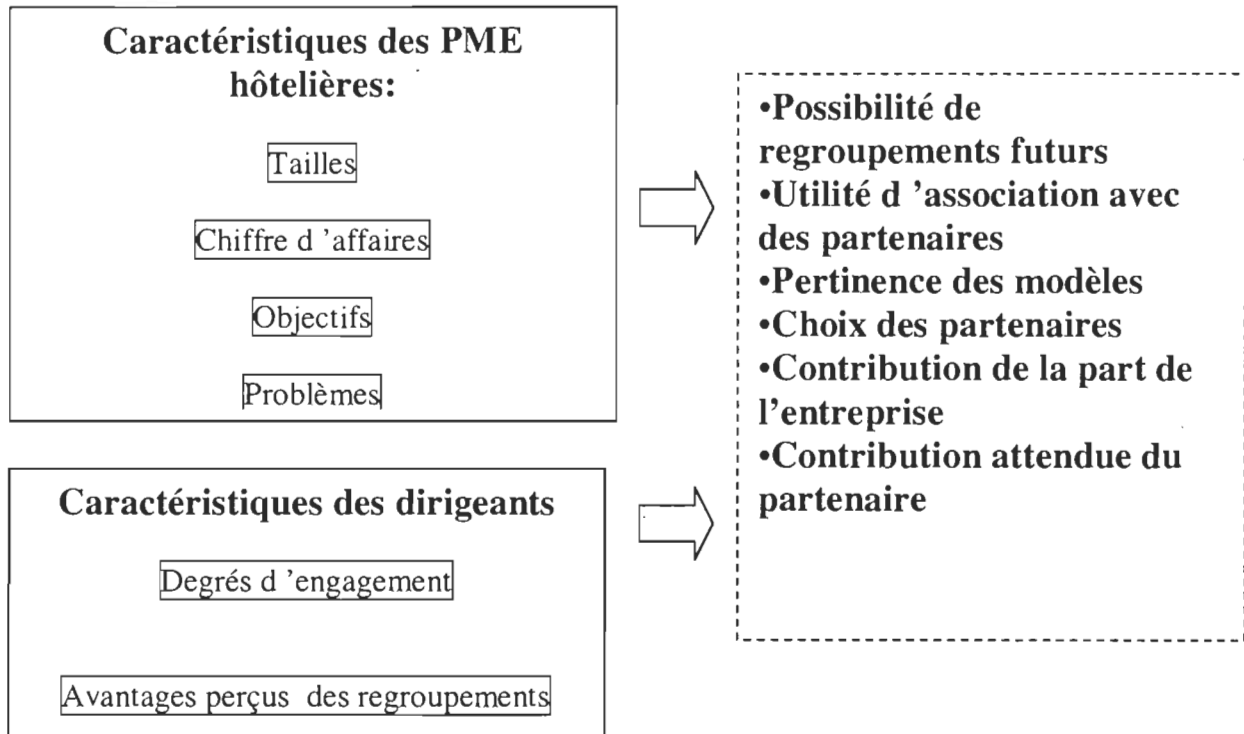 Caractéristiques des PME
hôtelières:
Tailles
Chiffre d ’affaires
Objectifs
Problèmes
Caractéristiques des dirigeants
Degrés d ’engagement
Avantages perçus des regroupements
•Possibilité de
regroupements futurs
•Utilité d ’association avec
des partenaires
•Pertinence des modèles
•Choix des partenaires
•Contribution de la part de
l’entreprise
•Contribution attendue du
partenaire